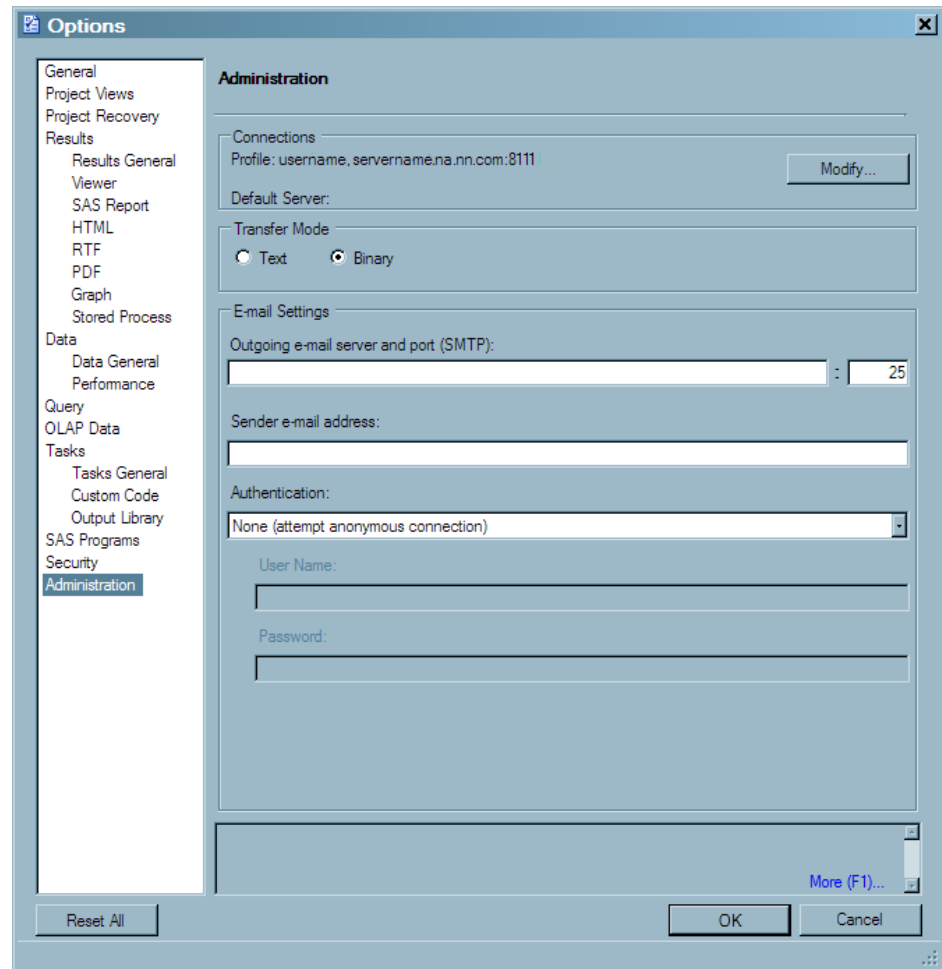 Options
General
Project Views
Project Recovery
Results
Results General
Viewer
SAS Report
HTML
RTF
PDF
Graph
Stored Process
Data
Data General
Performance
Query
OLAP Data
Tasks
Tasks General
Custom Code
Output Library
SAS Programs
Security
Administration
Administration
Connections
Profile: username, servername.na.nn.com:8111
Modify...
Default Server:
Transfer Mode
Text Binary
E-mail Settings
Outgoing e-mail server and port (SMTP):
: 25
Sender e-mail address:
Authentication:
None (attempt anonymous connection)
User Name:
Password:
More (F1)...
Reset All OK Cancel